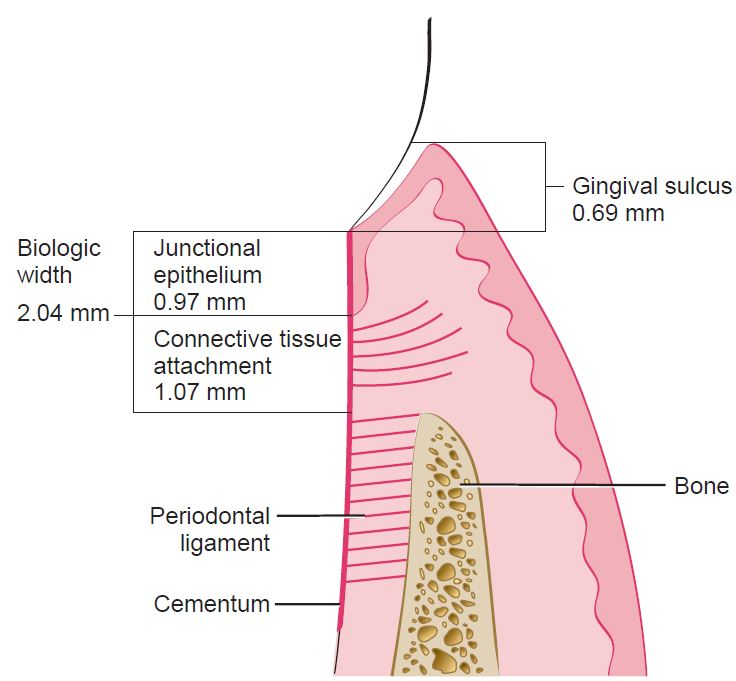 Gingival sulcus
0.69 mm
Biologic
width
2.04 mm
Junctional
epithelium
0.97 mm
Connective tissue
attachment
1.07 mm
Bone
Periodontal
ligament
Cementum